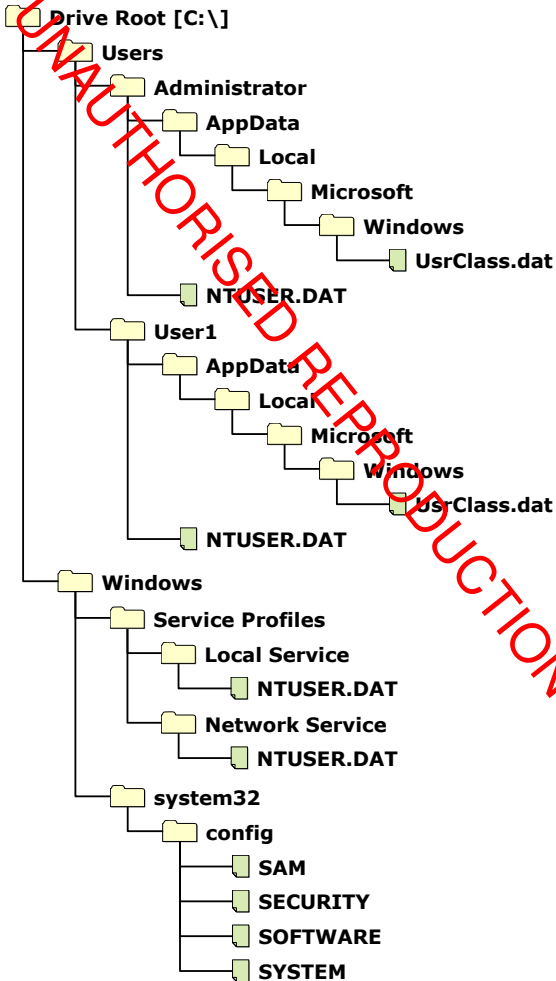 Drive Root [C:\]
Users
Administrator
AppData
Local
Microsoft
Windows
UsrClass.dat
NTUSER.DAT
User1
AppData
Local
Microsoft
Windows
UsrClass.dat
NTUSER.DAT
Windows
Service Profiles
Local Service
NTUSER.DAT
Network Service
NTUSER.DAT
system32
config
SAM
SECURITY
SOFTWARE
SYSTEM
UNAUTHORISED REPRODUCTION